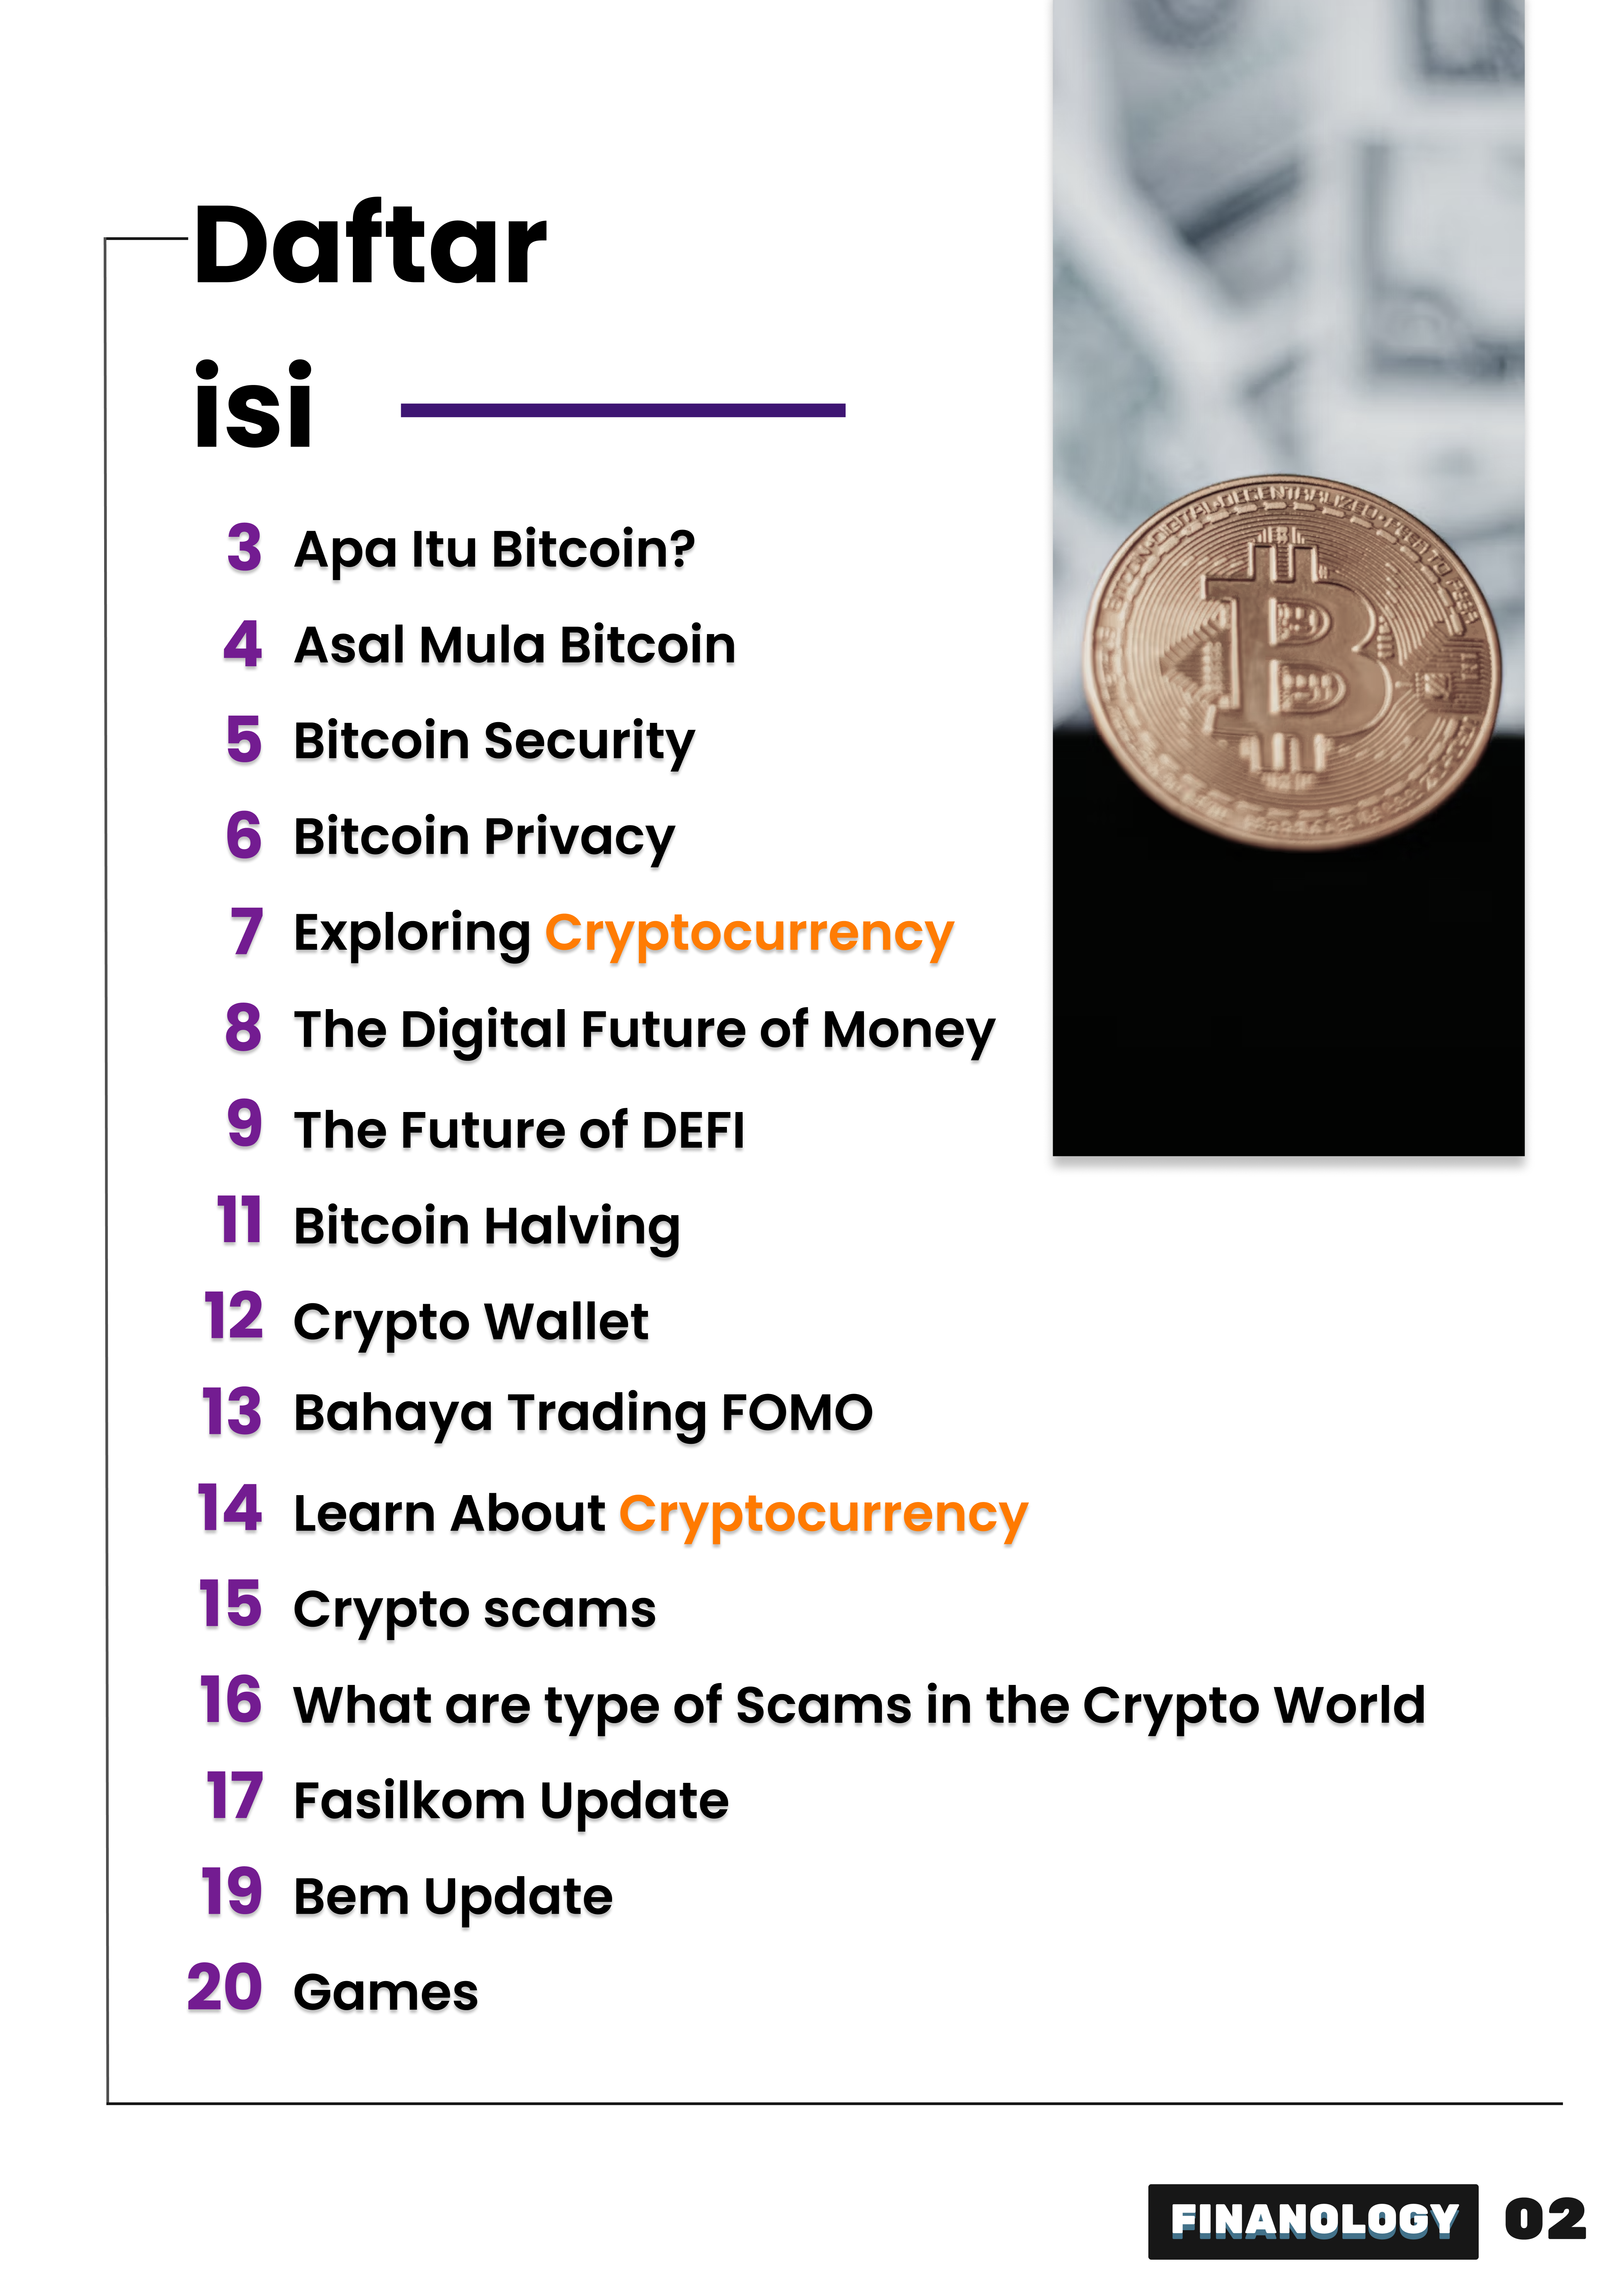 Daftar
isi
3 Apa Itu Bitcoin?
4 Asal Mula Bitcoin
5 Bitcoin Security
6 Bitcoin Privacy
7 Exploring Cryptocurrency
8 The Digital Future of Money
9 The Future of DEFI
11 Bitcoin Halving
12 Crypto Wallet
13 Bahaya Trading FOMO
14 Learn About Cryptocurrency
15 Crypto scams
16 What are type of Scams in the Crypto World
17 Fasilkom Update
19 Bem Update
20 Games
FINANOLOGY 02